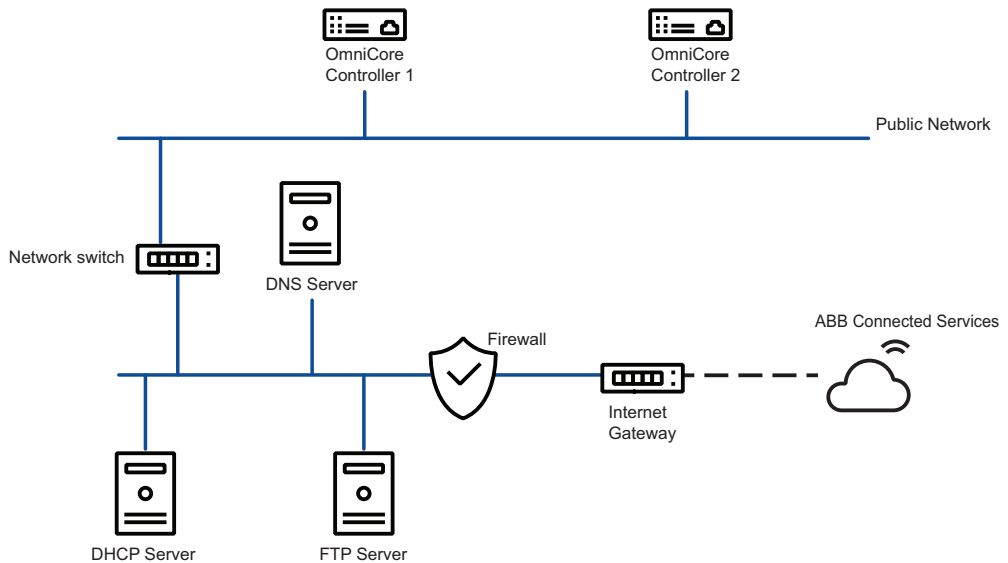 OmniCore
Controller 1
OmniCore
Controller 2
Public Network
Network switch
DNS Server
Firewall
ABB Connected Services
Internet
Gateway
DHCP Server
FTP Server